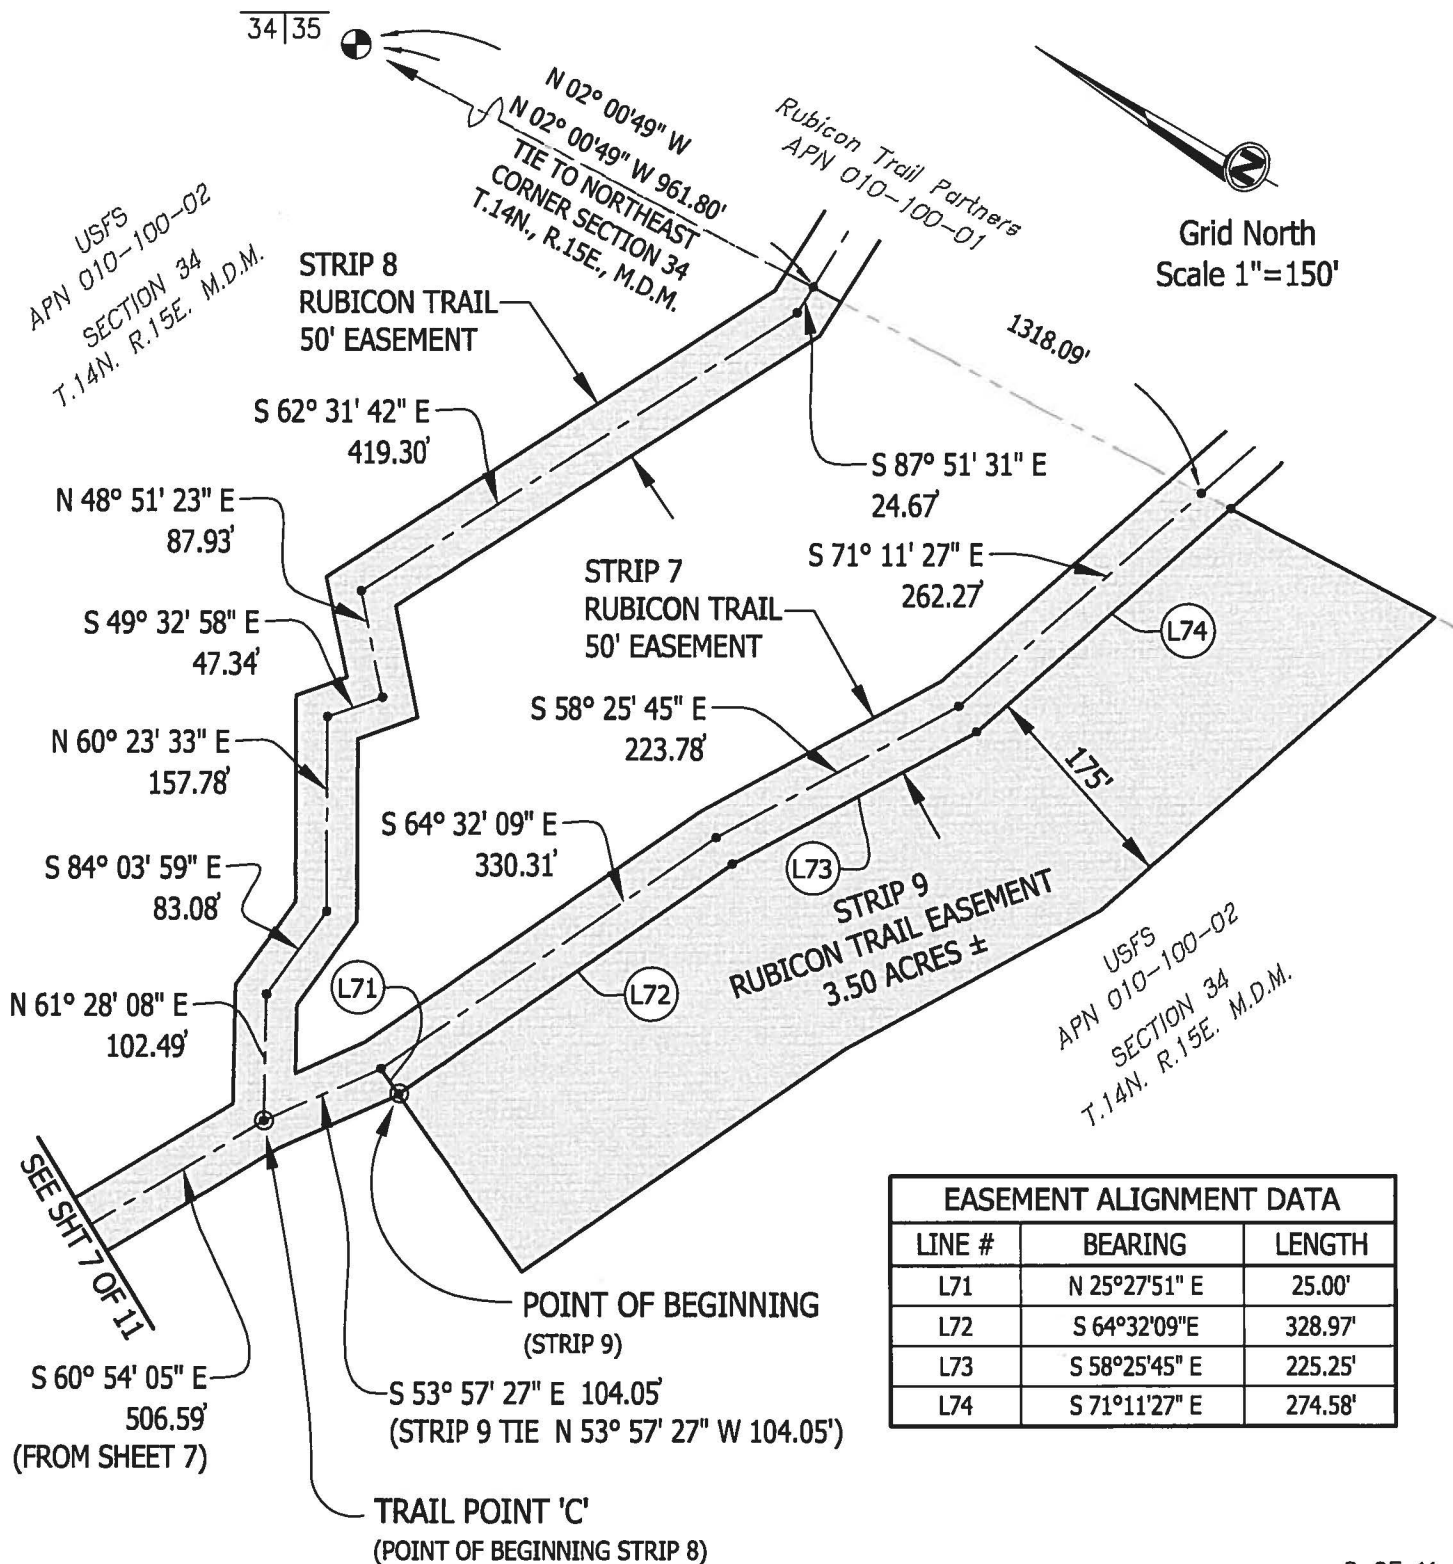 34|35
N 02° 00'49" W
N 02° 00'49" W 961.80'
TIE TO NORTHEAST
CORNER SECTION 34
T.14N., R.15E., M.D.M.
Rubicon Trail Partners
APN 010-100-01
N
Grid North
Scale 1"=150'
USFS
APN 010-100-02
SECTION 34
T.14N. R.15E. M.D.M.
STRIP 8
RUBICON TRAIL
50' EASEMENT
1318.09'
S 62° 31' 42" E
419.30'
S 87° 51' 31" E
24.67'
N 48° 51' 23" E
87.93'
S 71° 11' 27" E
262.27'
STRIP 7
RUBICON TRAIL
50' EASEMENT
S 49° 32' 58" E
47.34'
L74
S 58° 25' 45" E
223.78'
N 60° 23' 33" E
157.78'
175'
S 64° 32' 09" E
330.31'
L73
S 84° 03' 59" E
83.08'
STRIP 9
RUBICON TRAIL EASEMENT
3.50 ACRES ±
L71
L72
USFS
APN 010-100-02
SECTION 34
T.14N. R.15E. M.D.M.
N 61° 28' 08" E
102.49'
SEE SHT 7 OF 11
POINT OF BEGINNING
(STRIP 9)
S 60° 54' 05" E
506.59'
(FROM SHEET 7)
S 53° 57' 27" E 104.05'
(STRIP 9 TIE N 53° 57' 27" W 104.05')
TRAIL POINT 'C'
(POINT OF BEGINNING STRIP 8)
EASEMENT ALIGNMENT DATA
LINE # BEARING LENGTH
L71 N 25°27'51" E 25.00'
L72 S 64°32'09"E 328.97'
L73 S 58°25'45" E 225.25'
L74 S 71°11'27" E 274.58'